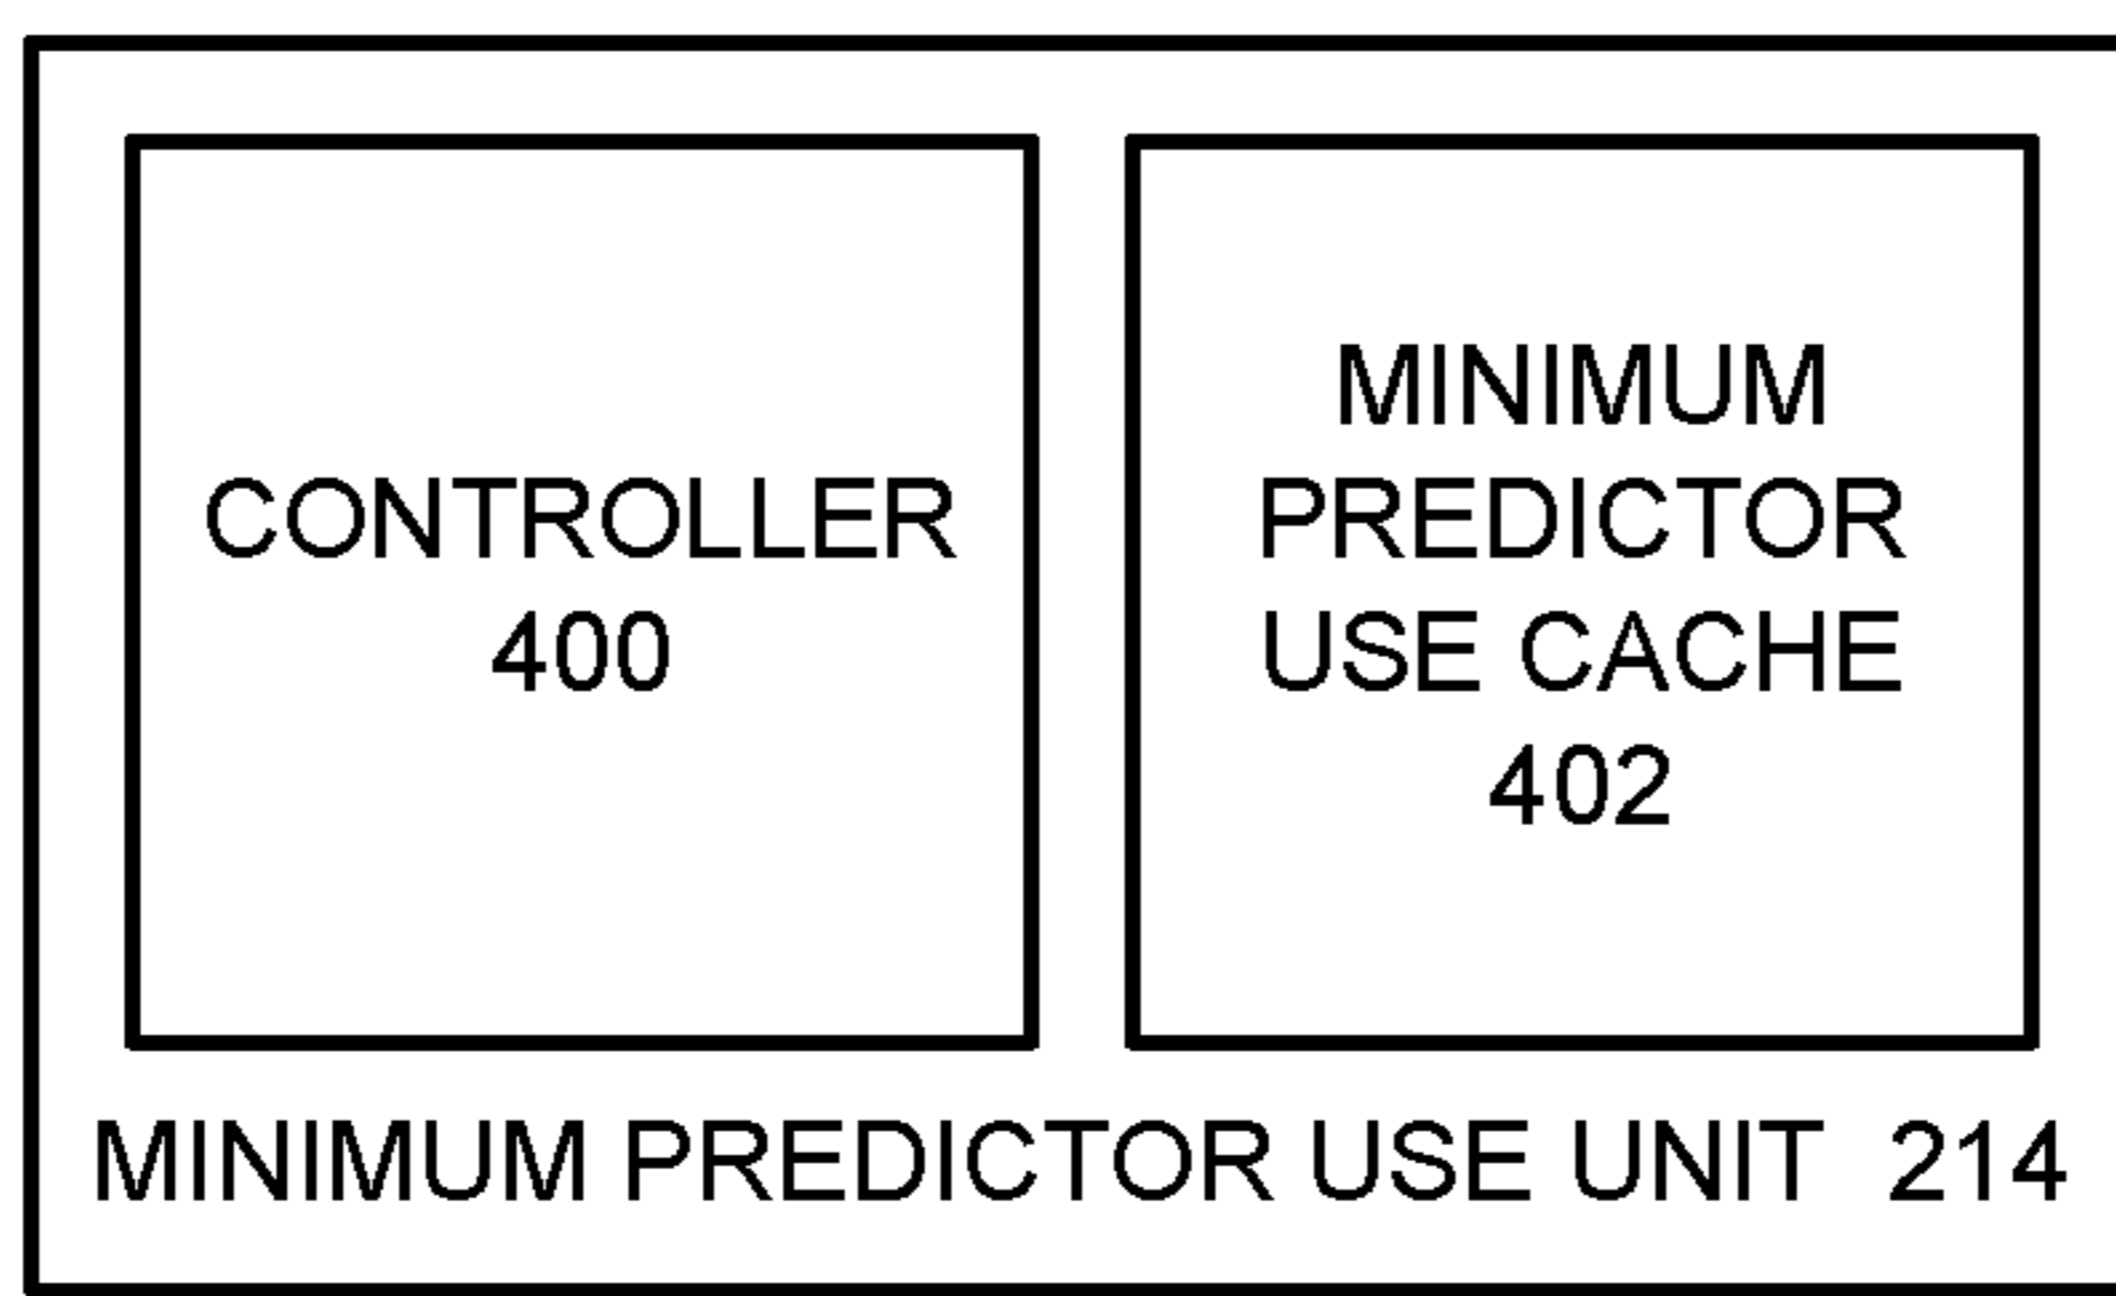 CONTROLLER
400
MINIMUM
PREDICTOR
USE CACHE
402
MINIMUM PREDICTOR USE UNIT 214